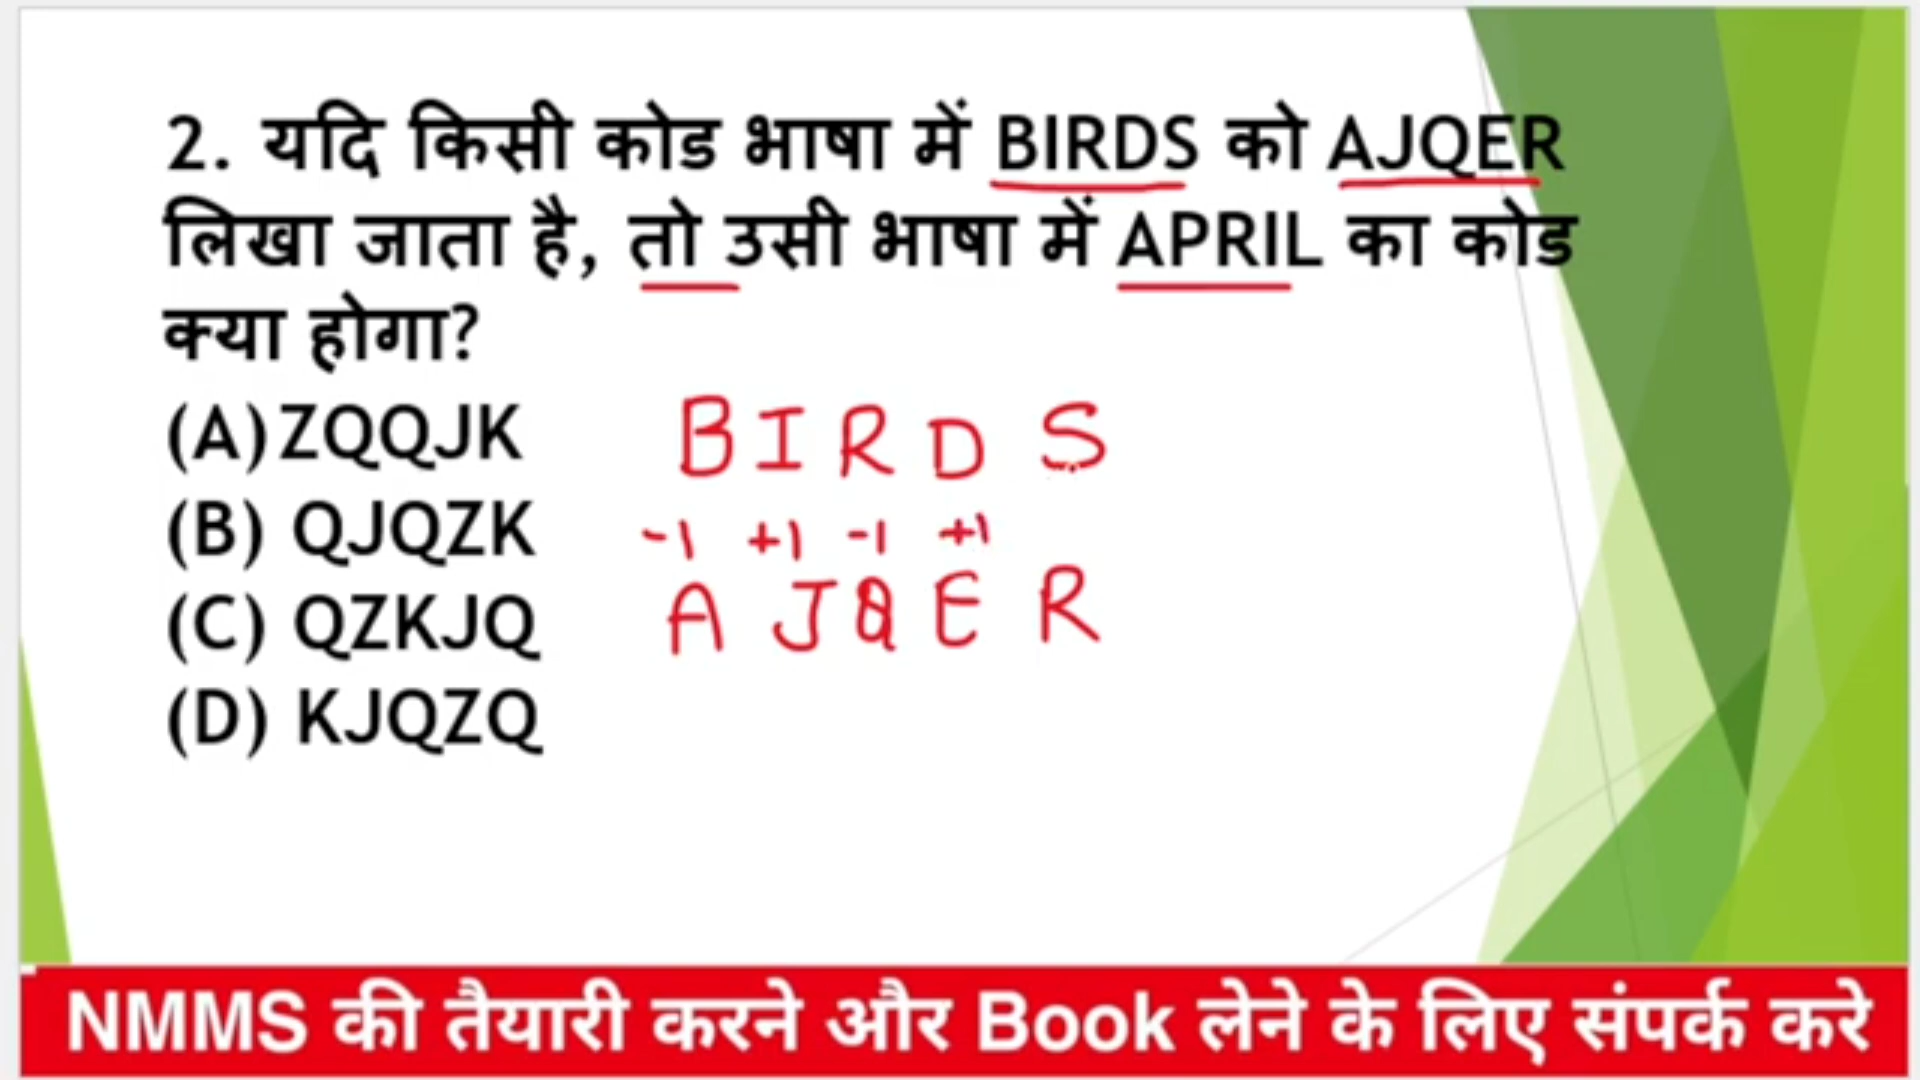 2. यदि किसी कोड भाषा में BIRDS को AJQER
लिखा जाता है, तो उसी भाषा में APRIL का कोड
क्या होगा?
(A)ZQQJK
(B) QJQZK
(C) QZKJQ
(D) KJQZQ
B I R D S
-1 +1 -1 +1
A J Q E R
NMMS की तैयारी करने और Book लेने के लिए संपर्क करे